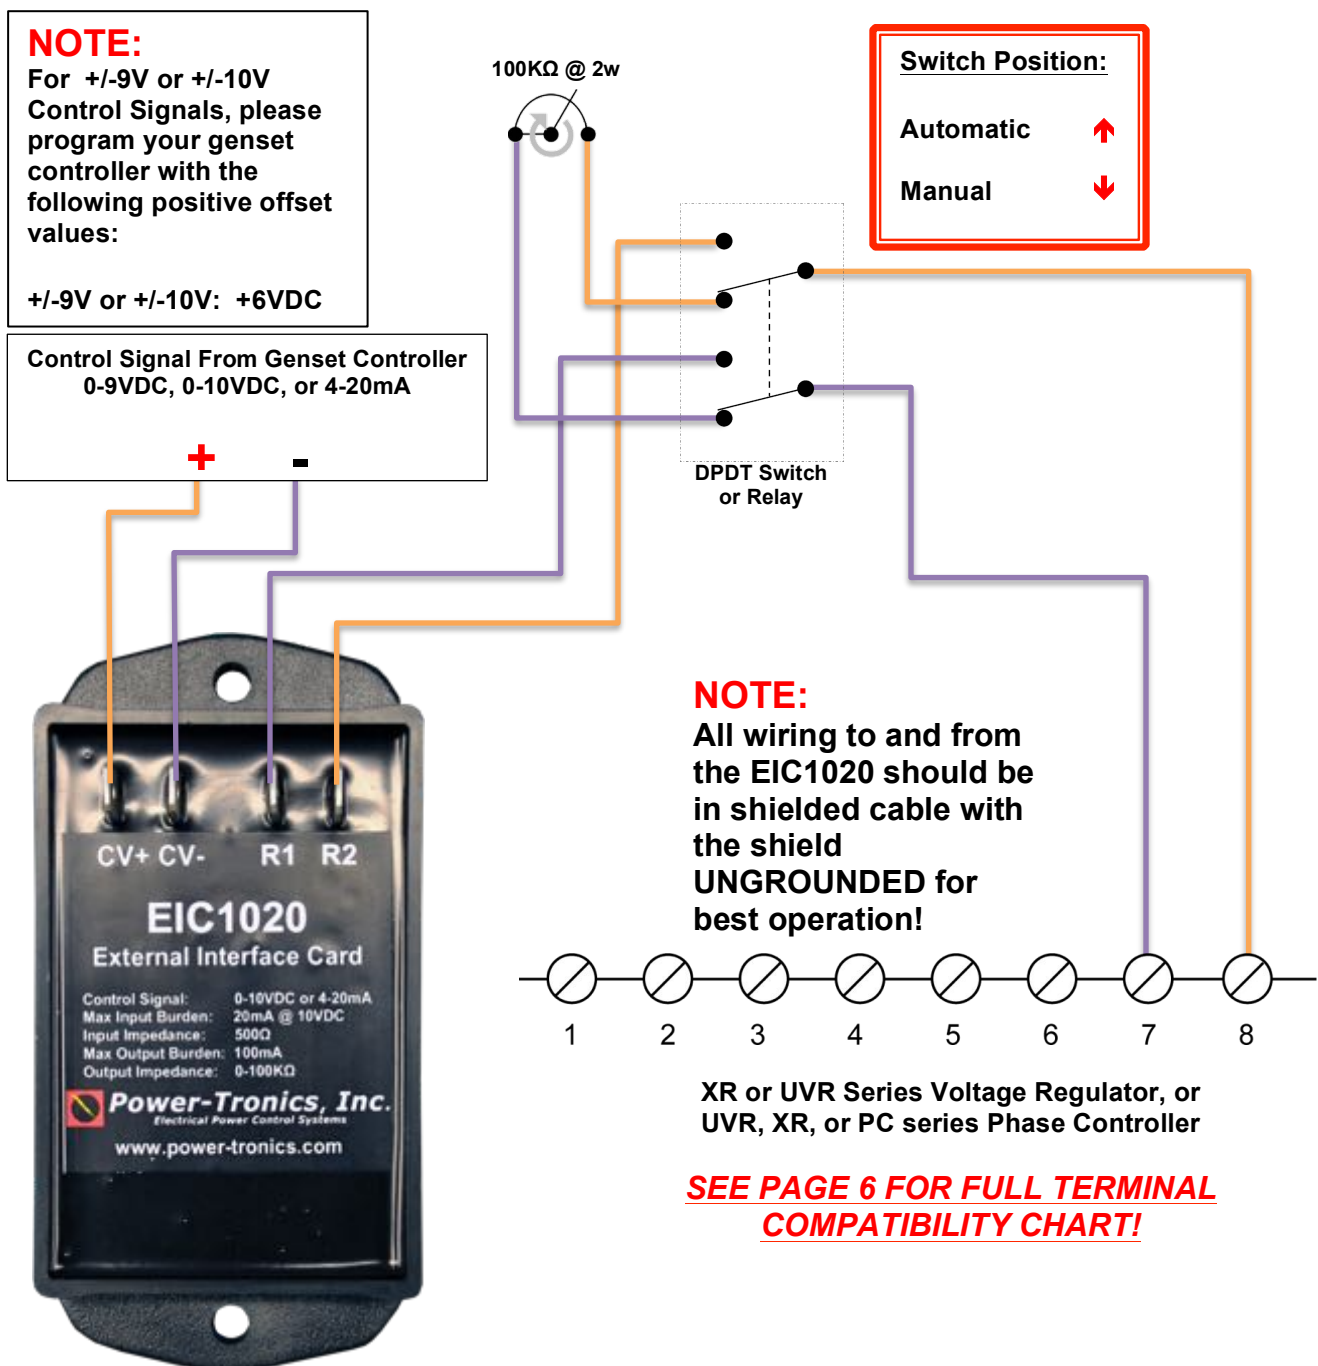 NOTE:
For +/-9V or +/-10V
Control Signals, please
program your genset
controller with the
following positive offset
values:
+/-9V or +/-10V: +6VDC
Control Signal From Genset Controller
0-9VDC, 0-10VDC, or 4-20mA
+ -
100KΩ @ 2w
Switch Position:
Automatic
Manual
DPDT Switch
or Relay
NOTE:
All wiring to and from
the EIC1020 should be
in shielded cable with
the shield
UNGROUNDED for
best operation!
CV+ CV- R1 R2
EIC1020
External Interface Card
Control Signal: 0-10VDC or 4-20mA
Max Input Burden: 20mA @ 10VDC
Input Impedance: 500Ω
Max Output Burden: 100mA
Output Impedance: 0-100KΩ
Power-Tronics, Inc.
Electrical Power Control Systems
www.power-tronics.com
1 2 3 4 5 6 7 8
XR or UVR Series Voltage Regulator, or
UVR, XR, or PC series Phase Controller
SEE PAGE 6 FOR FULL TERMINAL
COMPATIBILITY CHART!